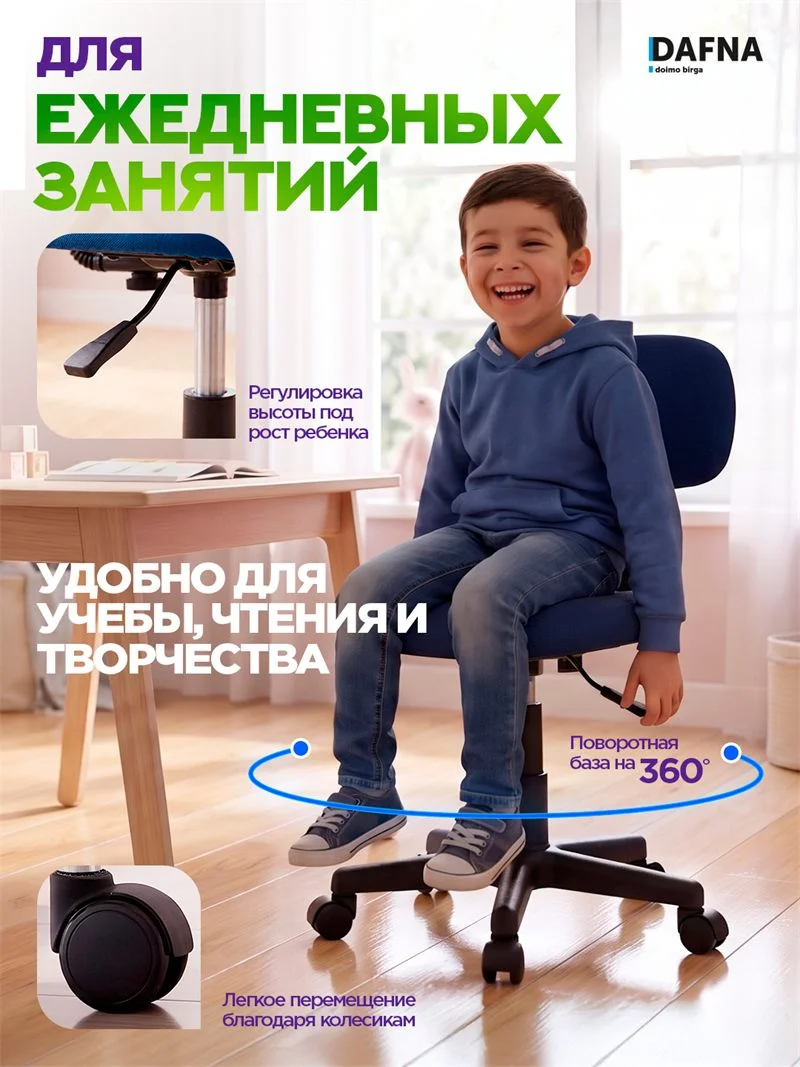 ДЛЯ
ЕЖЕДНЕВНЫХ
ЗАНЯТИЙ
DAFNA
doimo birga
Регулировка
высоты под
рост ребенка
УДОБНО ДЛЯ
УЧЕБЫ, ЧТЕНИЯ И
ТВОРЧЕСТВА
Поворотная
база на 360°
Легкое перемещение
благодаря колесикам